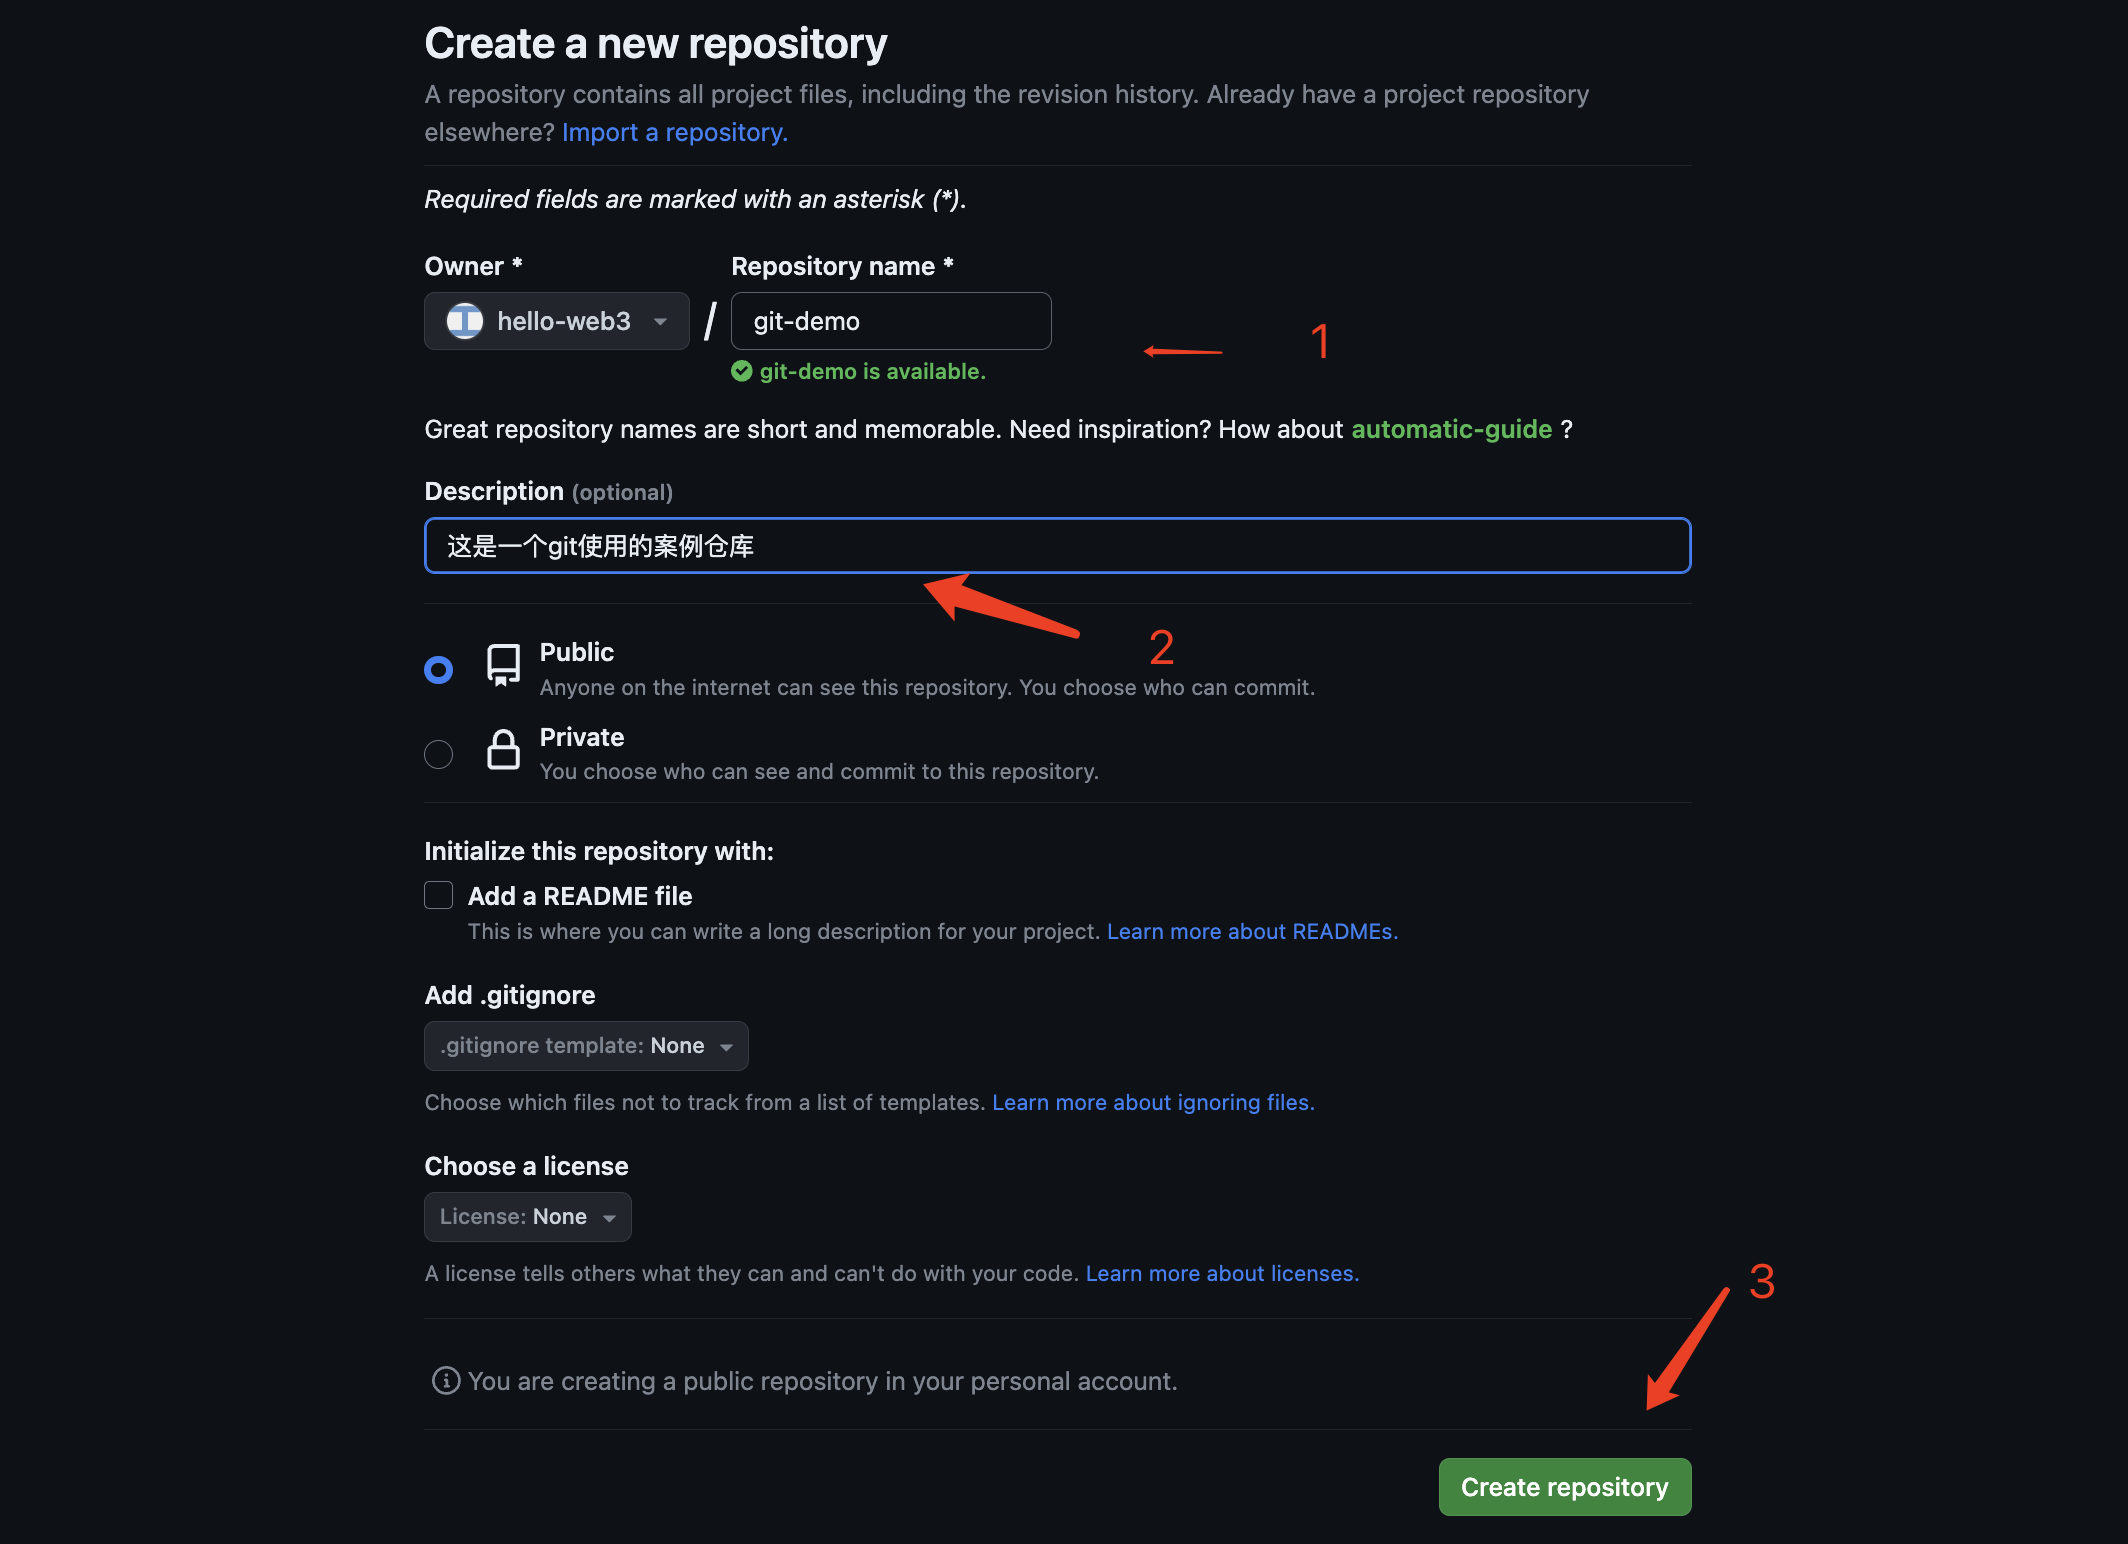 Create a new repository
A repository contains all project files, including the revision history. Already have a project repository
elsewhere? Import a repository.
Required fields are marked with an asterisk (*).
Owner *
Repository name *
hello-web3
/
git-demo
1
git-demo is available.
Great repository names are short and memorable. Need inspiration? How about automatic-guide ?
Description (optional)
这是一个git使用的案例仓库
2
Public
Anyone on the internet can see this repository. You choose who can commit.
Private
You choose who can see and commit to this repository.
Initialize this repository with:
Add a README file
This is where you can write a long description for your project. Learn more about READMEs.
Add .gitignore
.gitignore template: None
Choose which files not to track from a list of templates. Learn more about ignoring files.
Choose a license
License: None
A license tells others what they can and can't do with your code. Learn more about licenses.
3
You are creating a public repository in your personal account.
Create repository